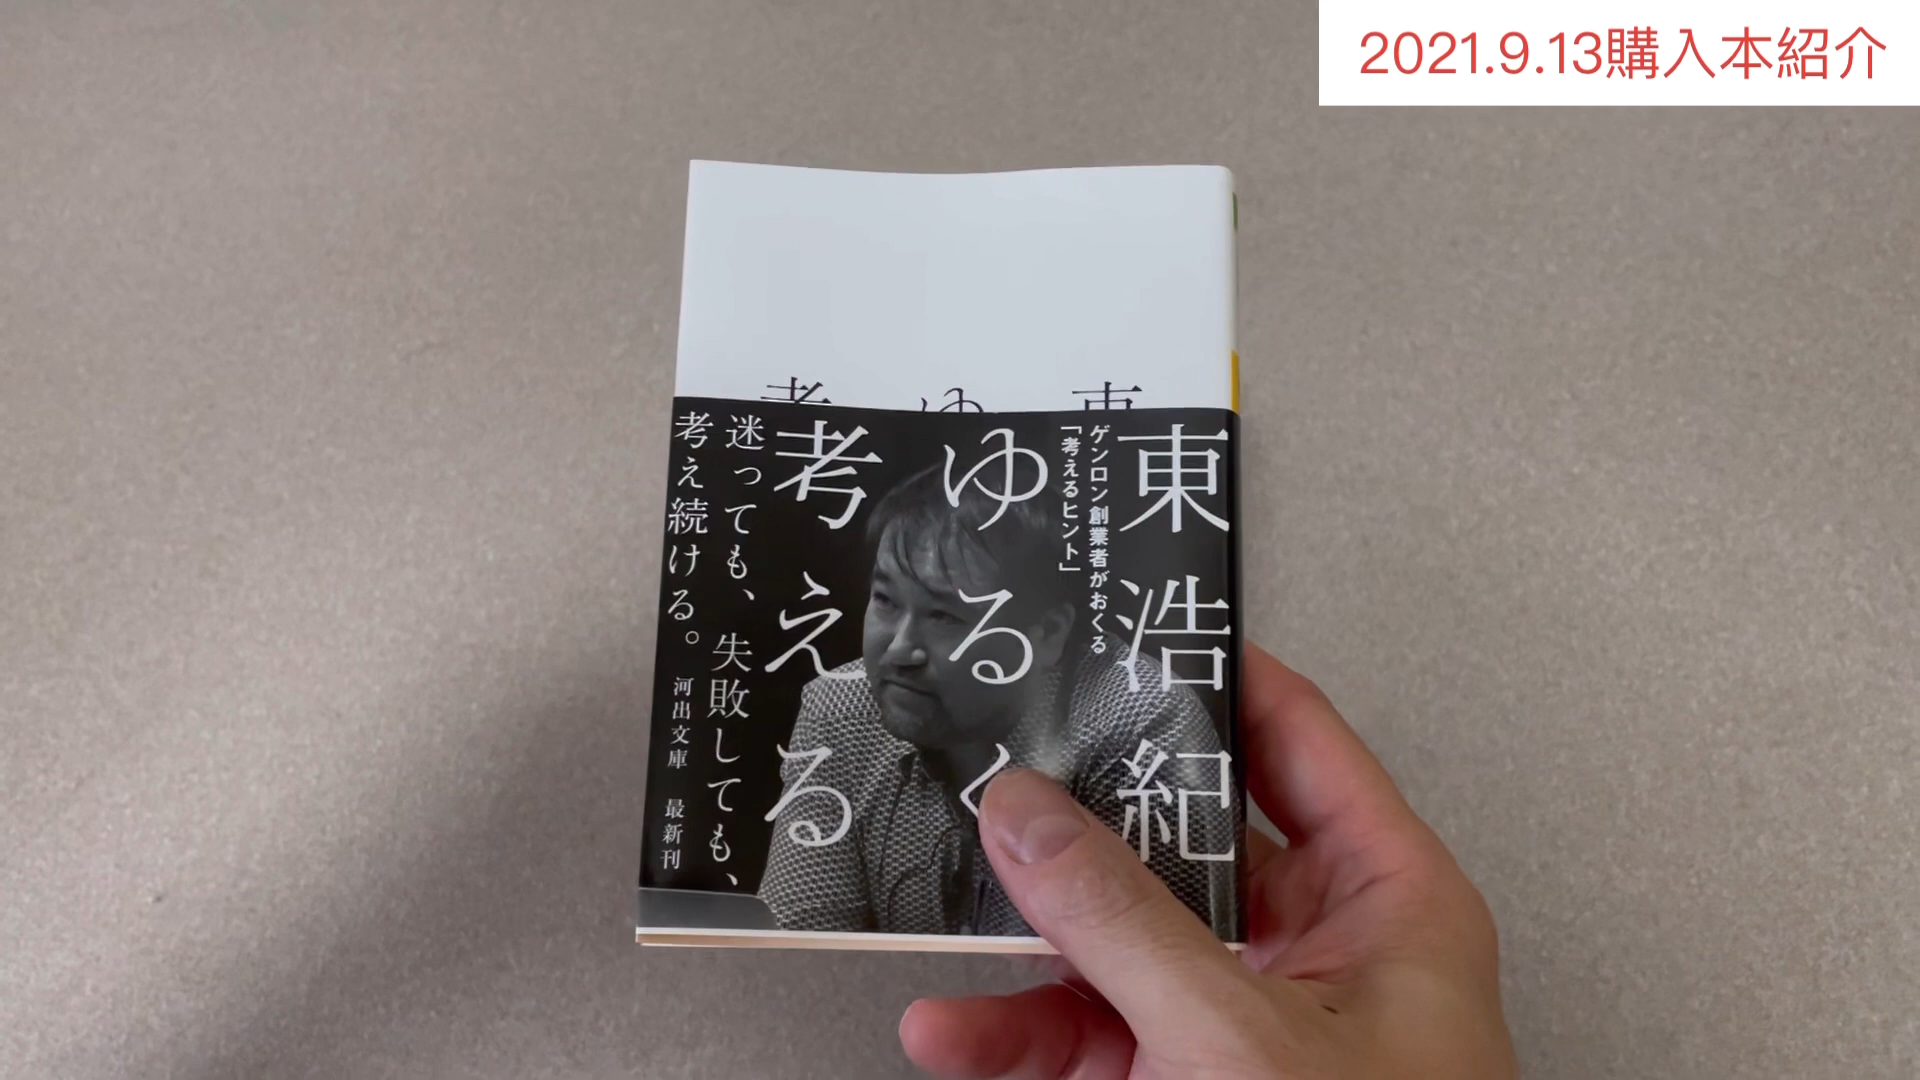 2021.9.13購入本紹介
東浩紀
ゲンロン創業者がおくる
「考えるヒント」
ゆるく
考える
迷っても、失敗しても、
考え続ける。
河出文庫 最新刊